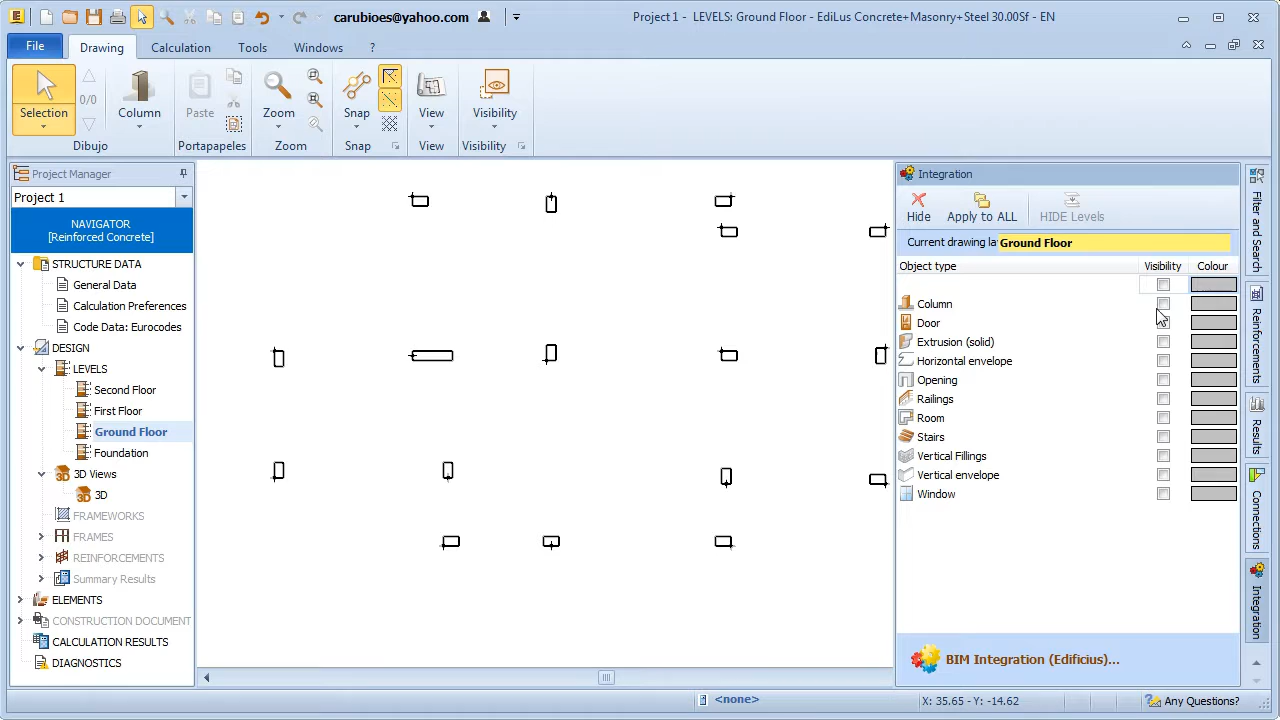 carubioes@yahoo.com
Project 1 - LEVELS: Ground Floor - EdiLus Concrete+Masonry+Steel 30.00Sf - EN
File
Drawing
Calculation
Tools
Windows
?
Selection
0/0
Column
Paste
Zoom
Snap
View
Visibility
Dibujo
Portapapeles
Zoom
Snap
View
Visibility
Project Manager
Project 1
NAVIGATOR
[Reinforced Concrete]
STRUCTURE DATA
General Data
Calculation Preferences
Code Data: Eurocodes
DESIGN
LEVELS
Second Floor
First Floor
Ground Floor
Foundation
3D Views
3D
FRAMEWORKS
FRAMES
REINFORCEMENTS
Summary Results
ELEMENTS
CONSTRUCTION DOCUMENT
CALCULATION RESULTS
DIAGNOSTICS
Integration
Hide
Apply to ALL
HIDE Levels
Current drawing la Ground Floor
Object type Visibility Colour
Column
Door
Extrusion (solid)
Horizontal envelope
Opening
Railings
Room
Stairs
Vertical Fillings
Vertical envelope
Window
BIM Integration (Edificius)...
Filter and Search
Reinforcements
Results
Connections
Integration
<none>
X: 35.65 - Y: -14.62
Any Questions?